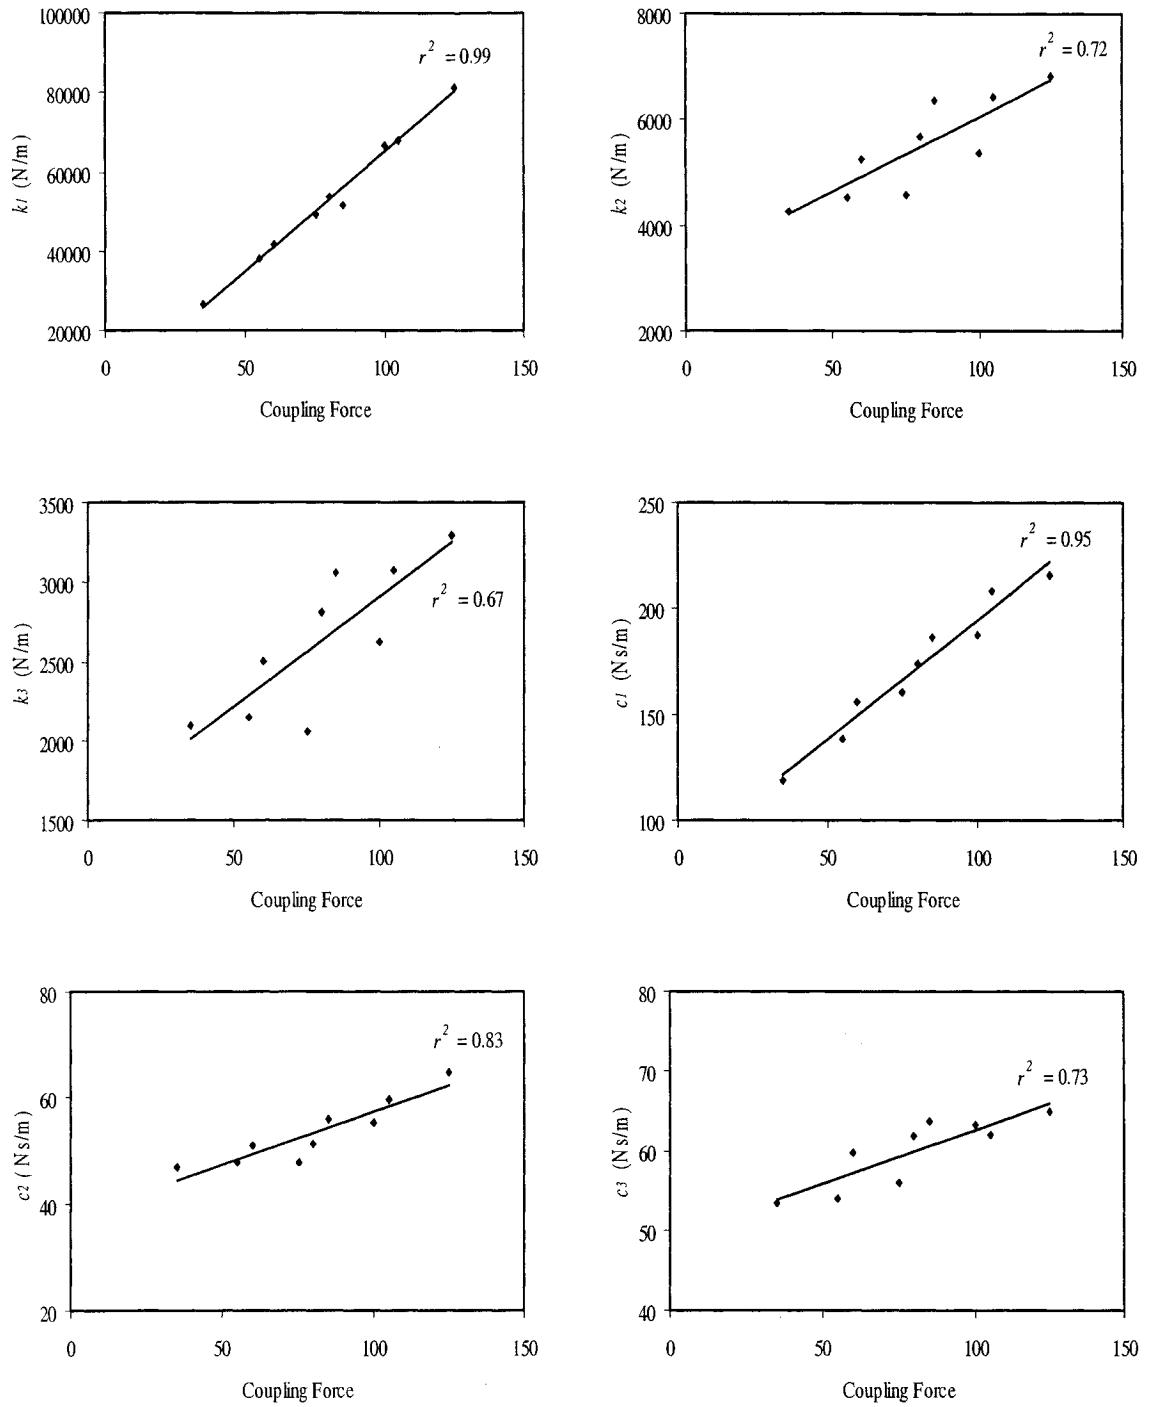 100000
80000
60000
40000
20000
k1 (N/m)
r² = 0.99
0 50 100 150
Coupling Force
8000
6000
4000
2000
k2 (N/m)
r² = 0.72
0 50 100 150
Coupling Force
3500
3000
2500
2000
1500
k3 (N/m)
r² = 0.67
0 50 100 150
Coupling Force
250
200
150
100
c1 (Ns/m)
r² = 0.95
0 50 100 150
Coupling Force
80
60
40
20
c2 (Ns/m)
r² = 0.83
0 50 100 150
Coupling Force
80
70
60
50
40
c3 (Ns/m)
r² = 0.73
0 50 100 150
Coupling Force